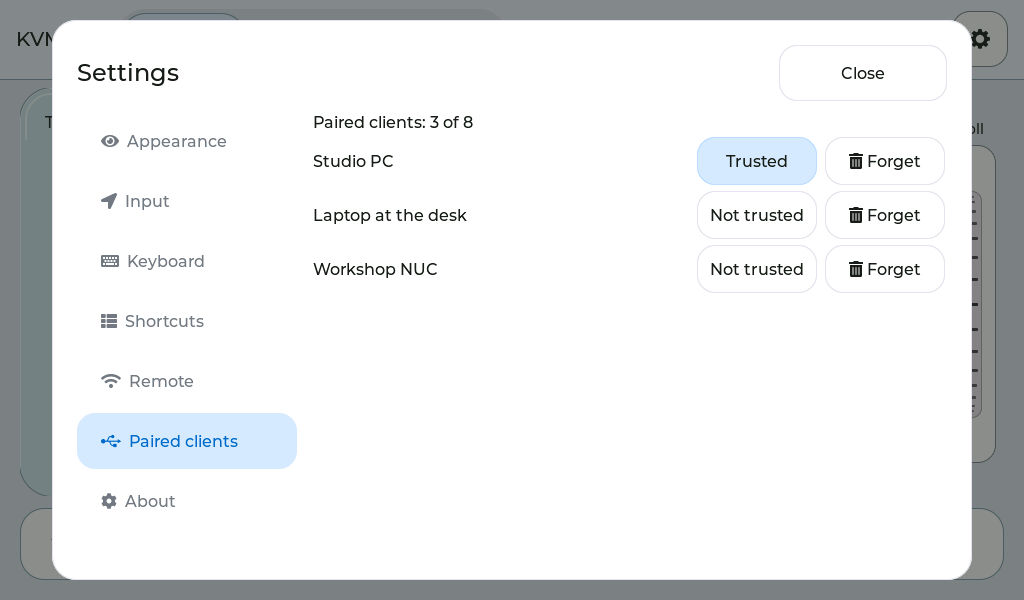 Settings
Close
Appearance
Input
Keyboard
Shortcuts
Remote
Paired clients
About
Paired clients: 3 of 8
Studio PC
Trusted
Forget
Laptop at the desk
Not trusted
Forget
Workshop NUC
Not trusted
Forget